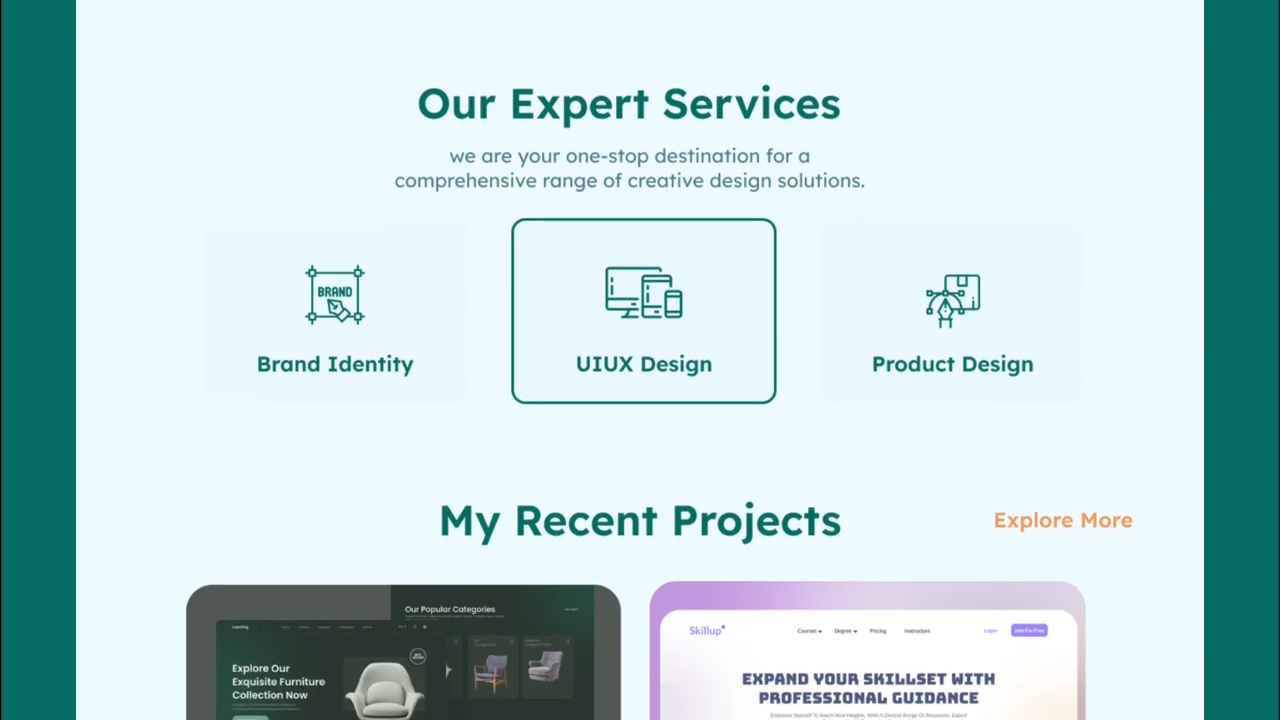 Our Expert Services
we are your one-stop destination for a
comprehensive range of creative design solutions.
BRAND
Brand Identity
UIUX Design
Product Design
My Recent Projects
Explore More
Our Popular Categories
Explore Our
Exquisite Furniture
Collection Now
Skillup
Courses
Degree
Pricing
Instructors
Login
Join For Free
EXPAND YOUR SKILLSET WITH
PROFESSIONAL GUIDANCE
Empower Yourself To Reach New Heights, With A Diverse Range Of Resources, Expert